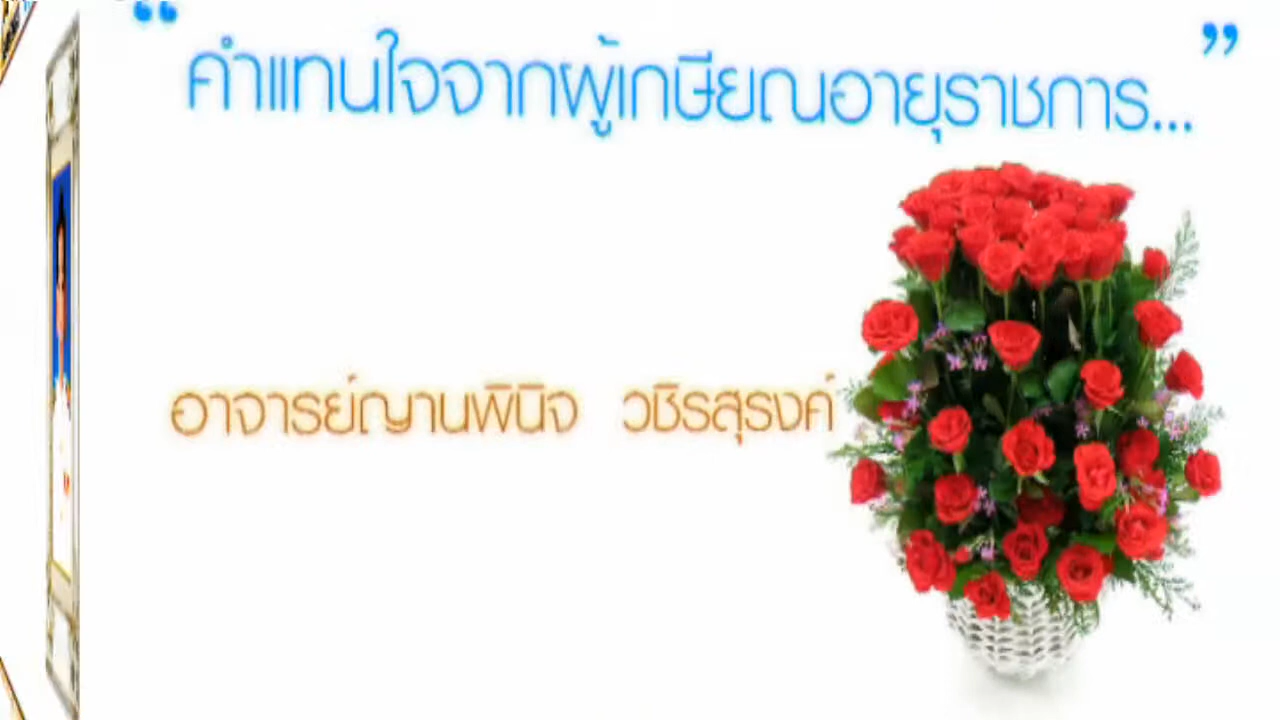 “คำแทนใจจากผู้เกษียณอายุราชการ...”
อาจารย์ญานพินิจ วชิรสุรงค์